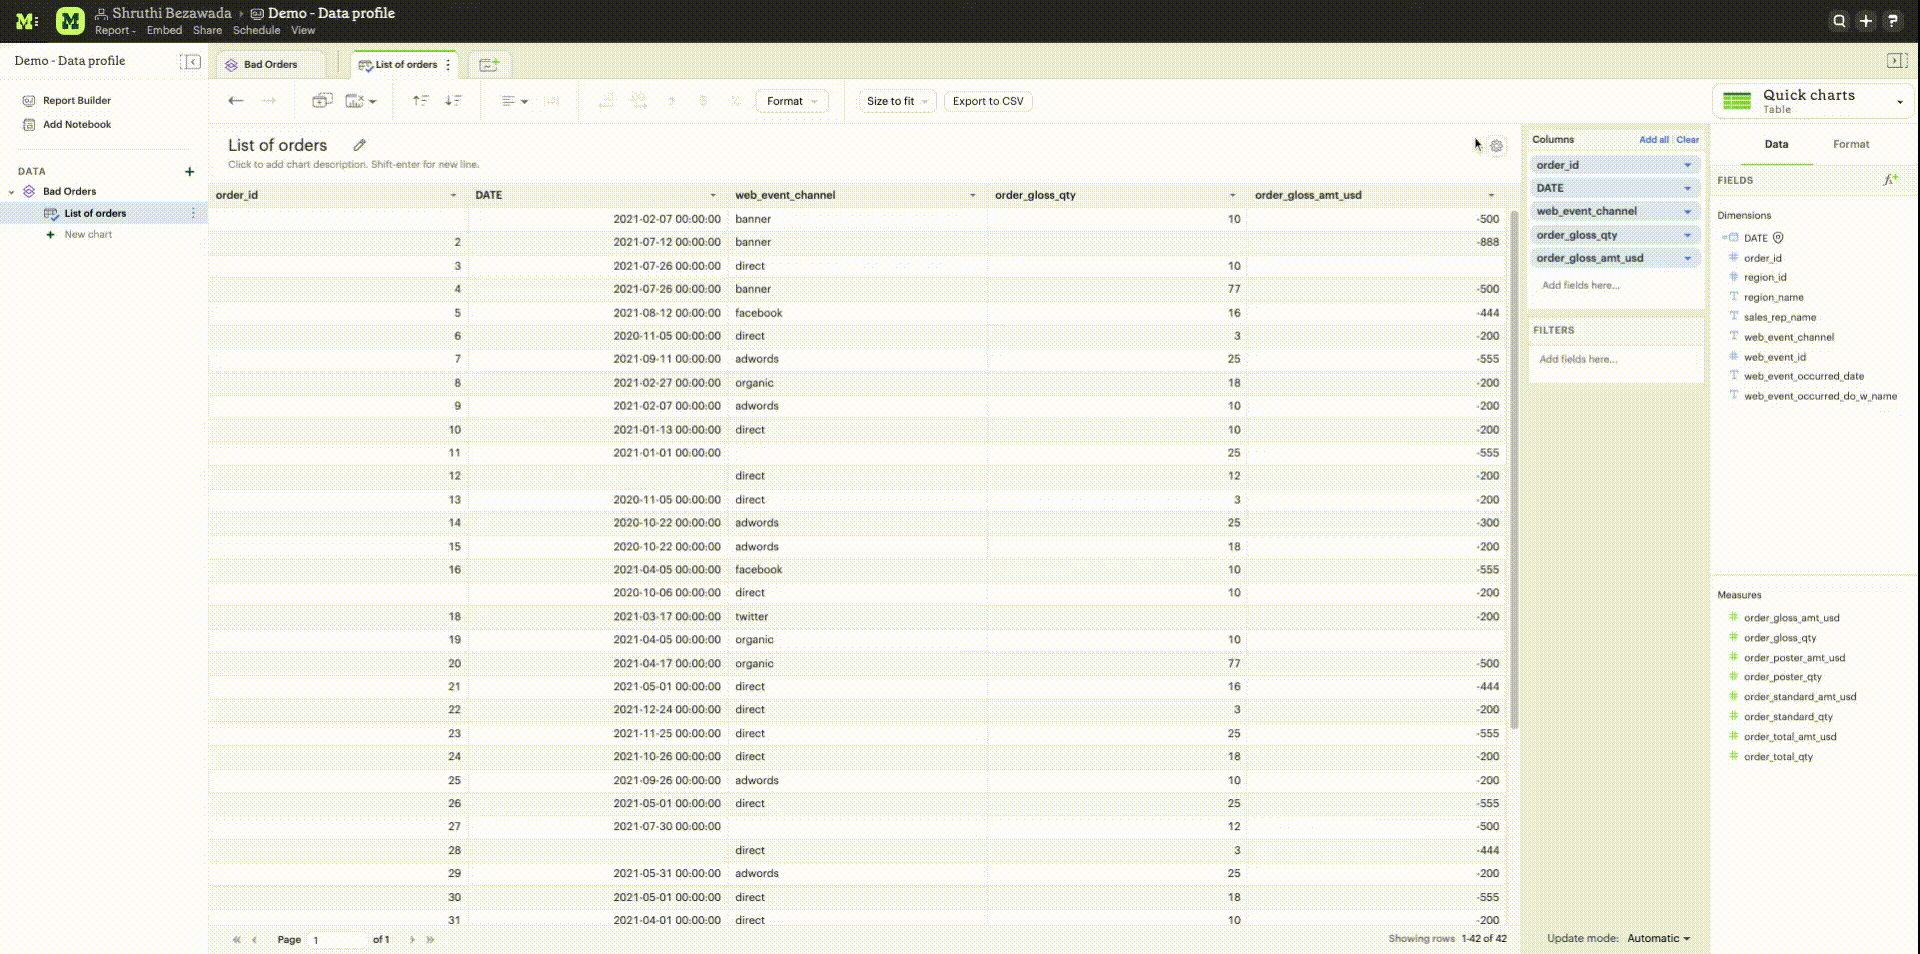 Shruthi Bezawada › Demo - Data profile
Report - Embed Share Schedule View
Demo - Data profile
Bad Orders
List of orders
Format
Size to fit
Export to CSV
Quick charts
Table
Report Builder
Add Notebook
DATA
Bad Orders
List of orders
New chart
List of orders
Click to add chart description. Shift-enter for new line.
order_id DATE web_event_channel order_gloss_qty order_gloss_amt_usd
2021-02-07 00:00:00 banner 10 -500
2 2021-07-12 00:00:00 banner -888
3 2021-07-26 00:00:00 direct 10
4 2021-07-26 00:00:00 banner 77 -500
5 2021-08-12 00:00:00 facebook 16 -444
6 2020-11-05 00:00:00 direct 3 -200
7 2021-09-11 00:00:00 adwords 25 -555
8 2021-02-27 00:00:00 organic 18 -200
9 2021-02-07 00:00:00 adwords 10 -200
10 2021-01-13 00:00:00 direct 10 -200
11 2021-01-01 00:00:00 25 -555
12 direct 12 -200
13 2020-11-05 00:00:00 direct 3 -200
14 2020-10-22 00:00:00 adwords 25 -300
15 2020-10-22 00:00:00 adwords 18 -200
16 2021-04-05 00:00:00 facebook 10 -555
2020-10-06 00:00:00 direct 10 -200
18 2021-03-17 00:00:00 twitter -200
19 2021-04-05 00:00:00 organic 10
20 2021-04-17 00:00:00 organic 77 -500
21 2021-05-01 00:00:00 direct 16 -444
22 2021-12-24 00:00:00 direct 3 -200
23 2021-11-25 00:00:00 direct 25 -555
24 2021-10-26 00:00:00 direct 18 -200
25 2021-09-26 00:00:00 adwords 10 -200
26 2021-05-01 00:00:00 direct 25 -555
27 2021-07-30 00:00:00 12 -500
28 direct 3 -444
29 2021-05-31 00:00:00 adwords 25 -200
30 2021-05-01 00:00:00 direct 18 -555
31 2021-04-01 00:00:00 direct 10 -200
Page 1 of 1
Showing rows 1-42 of 42
Columns Add all | Clear
order_id
DATE
web_event_channel
order_gloss_qty
order_gloss_amt_usd
Add fields here...
FILTERS
Add fields here...
Update mode: Automatic
Data Format
FIELDS
Dimensions
DATE
order_id
region_id
region_name
sales_rep_name
web_event_channel
web_event_id
web_event_occurred_date
web_event_occurred_do_w_name
Measures
order_gloss_amt_usd
order_gloss_qty
order_poster_amt_usd
order_poster_qty
order_standard_amt_usd
order_standard_qty
order_total_amt_usd
order_total_qty